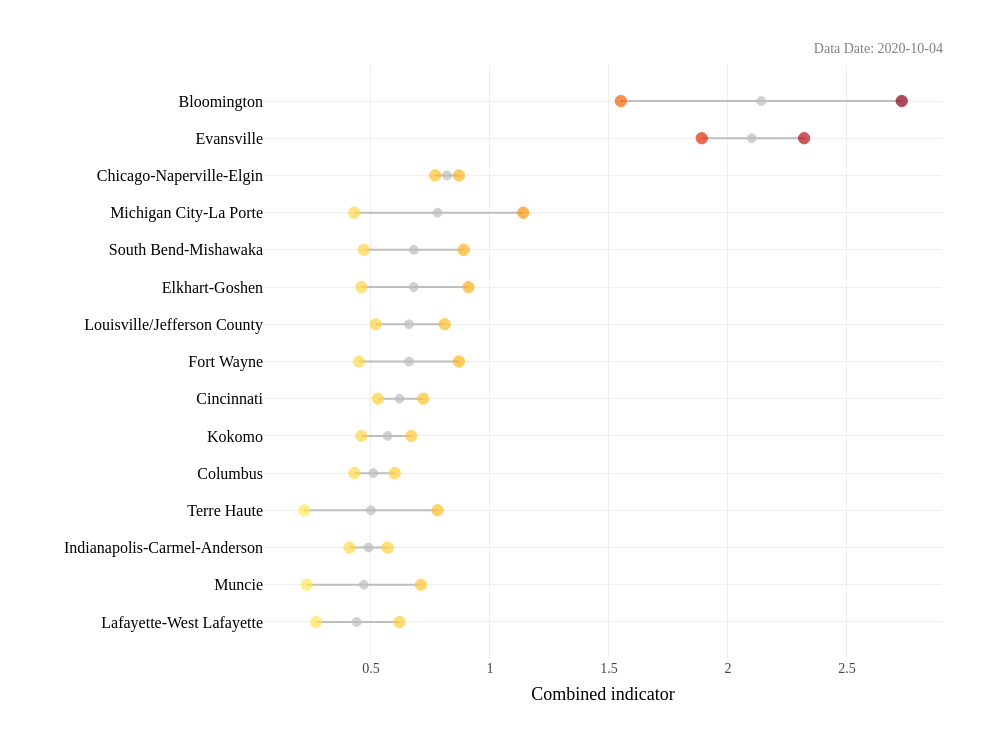 Data Date: 2020-10-04
Bloomington
Evansville
Chicago-Naperville-Elgin
Michigan City-La Porte
South Bend-Mishawaka
Elkhart-Goshen
Louisville/Jefferson County
Fort Wayne
Cincinnati
Kokomo
Columbus
Terre Haute
Indianapolis-Carmel-Anderson
Muncie
Lafayette-West Lafayette
0.5 1 1.5 2 2.5
Combined indicator